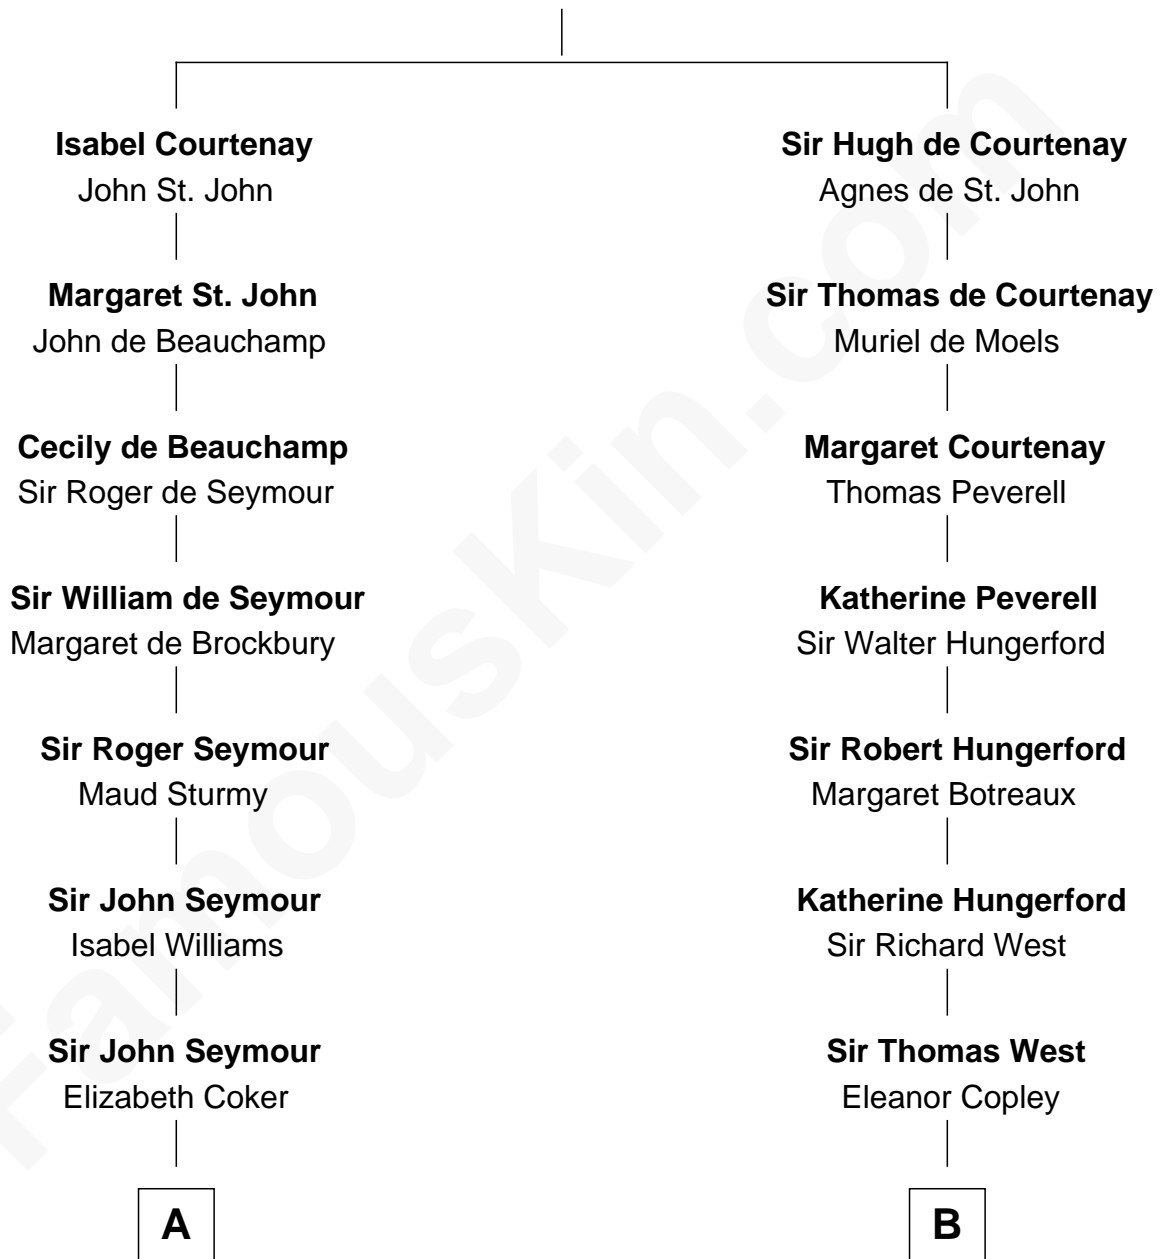 Isabel Courtenay
John St. John
Margaret St. John
John de Beauchamp
Cecily de Beauchamp
Sir Roger de Seymour
Sir William de Seymour
Margaret de Brockbury
Sir Roger Seymour
Maud Sturmy
Sir John Seymour
Isabel Williams
Sir John Seymour
Elizabeth Coker
A
Sir Hugh de Courtenay
Agnes de St. John
Sir Thomas de Courtenay
Muriel de Moels
Margaret Courtenay
Thomas Peverell
Katherine Peverell
Sir Walter Hungerford
Sir Robert Hungerford
Margaret Botreaux
Katherine Hungerford
Sir Richard West
Sir Thomas West
Eleanor Copley
B
FamousKin.com